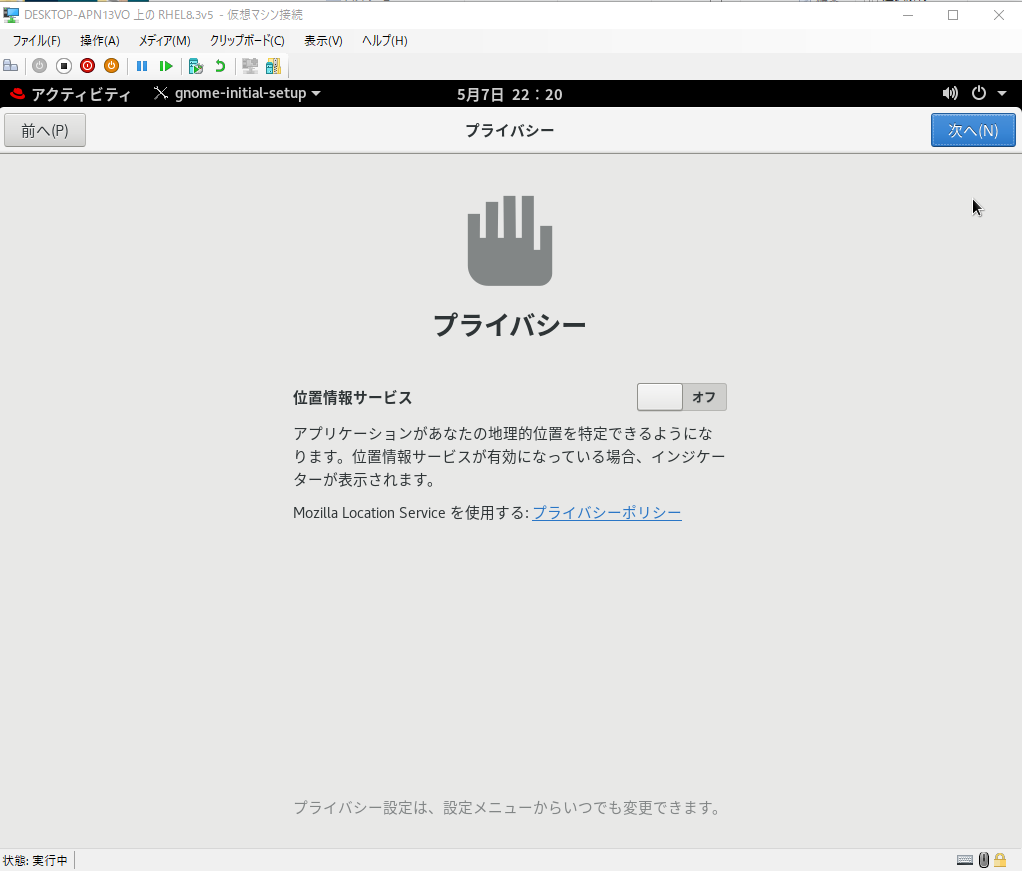 DESKTOP-APN13VO 上の RHEL8.3v5 - 仮想マシン接続
ファイル(F) 操作(A) メディア(M) クリップボード(C) 表示(V) ヘルプ(H)
アクティビティ gnome-initial-setup 5月7日 22：20
前へ(P) プライバシー 次へ(N)
プライバシー
位置情報サービス オフ
アプリケーションがあなたの地理的位置を特定できるようにな
ります。位置情報サービスが有効になっている場合、インジケー
ターが表示されます。
Mozilla Location Service を使用する: プライバシーポリシー
プライバシー設定は、設定メニューからいつでも変更できます。
状態: 実行中